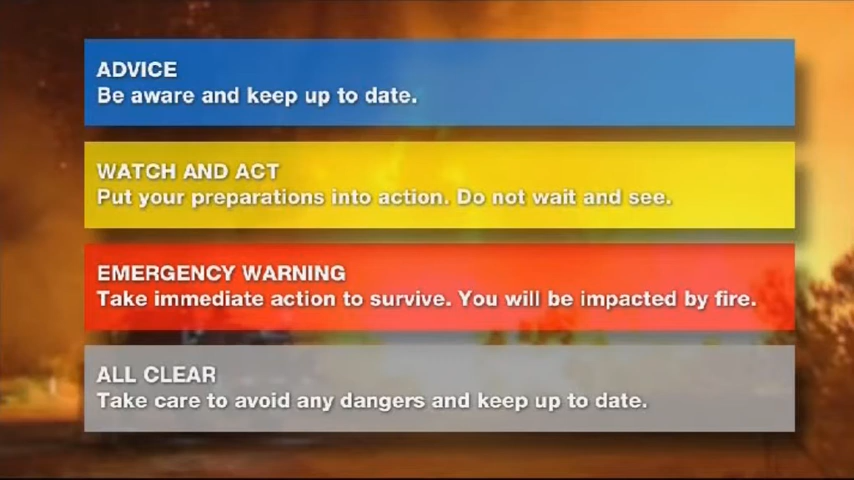 ADVICE
Be aware and keep up to date.
WATCH AND ACT
Put your preparations into action. Do not wait and see.
EMERGENCY WARNING
Take immediate action to survive. You will be impacted by fire.
ALL CLEAR
Take care to avoid any dangers and keep up to date.